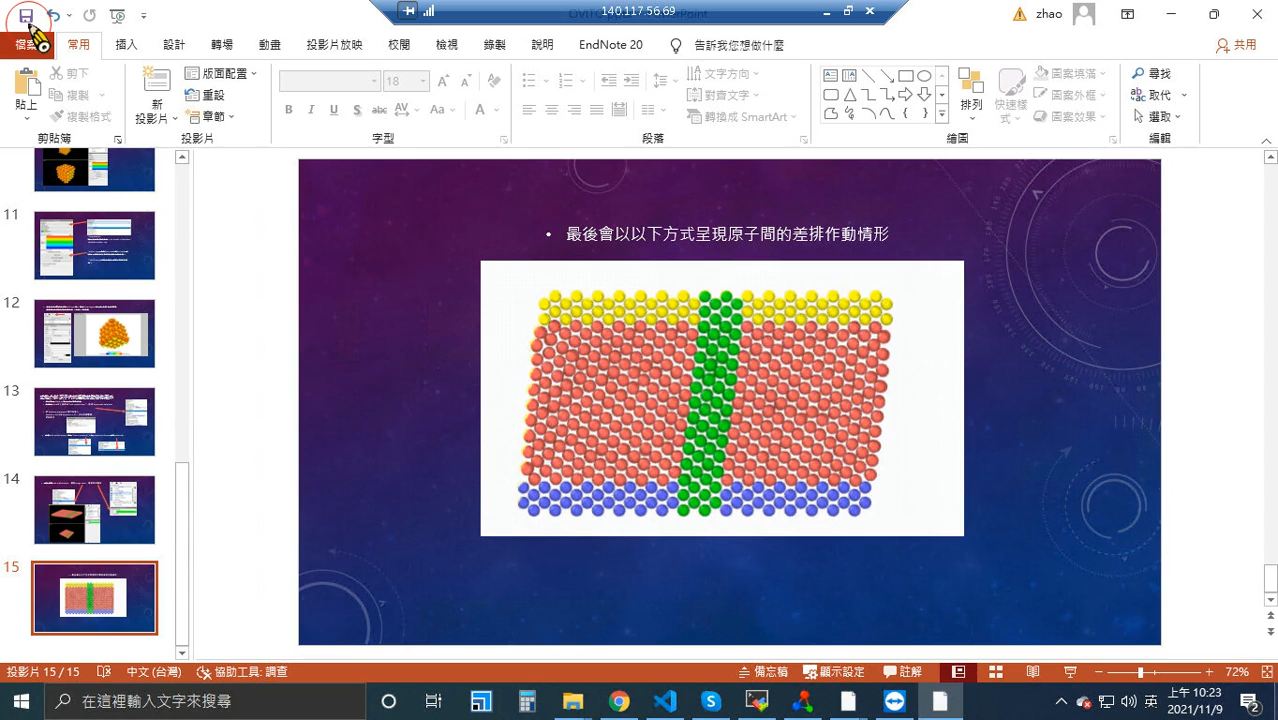 140.117.56.69
zhao
檔案 常用 插入 設計 轉場 動畫 投影片放映 校閱 檢視 錄製 說明 EndNote 20 告訴我您想做什麼 共用
貼上
剪下
複製
複製格式
剪貼簿
新
投影片
版面配置
重設
章節
投影片
18
B I U S abc AV Aa A
字型
文字方向
對齊文字
轉換成 SmartArt
段落
排列
快速樣
式
圖案填滿
圖案外框
圖案效果
繪圖
尋找
取代
選取
編輯
11
12
13
14
15
• 最後會以以下方式呈現原子間的差排作動情形
投影片 15 / 15 中文 (台灣) 協助工具: 調查 備忘稿 顯示設定 註解 72%
在這裡輸入文字來搜尋
英
上午 10:23
2021/11/9
2